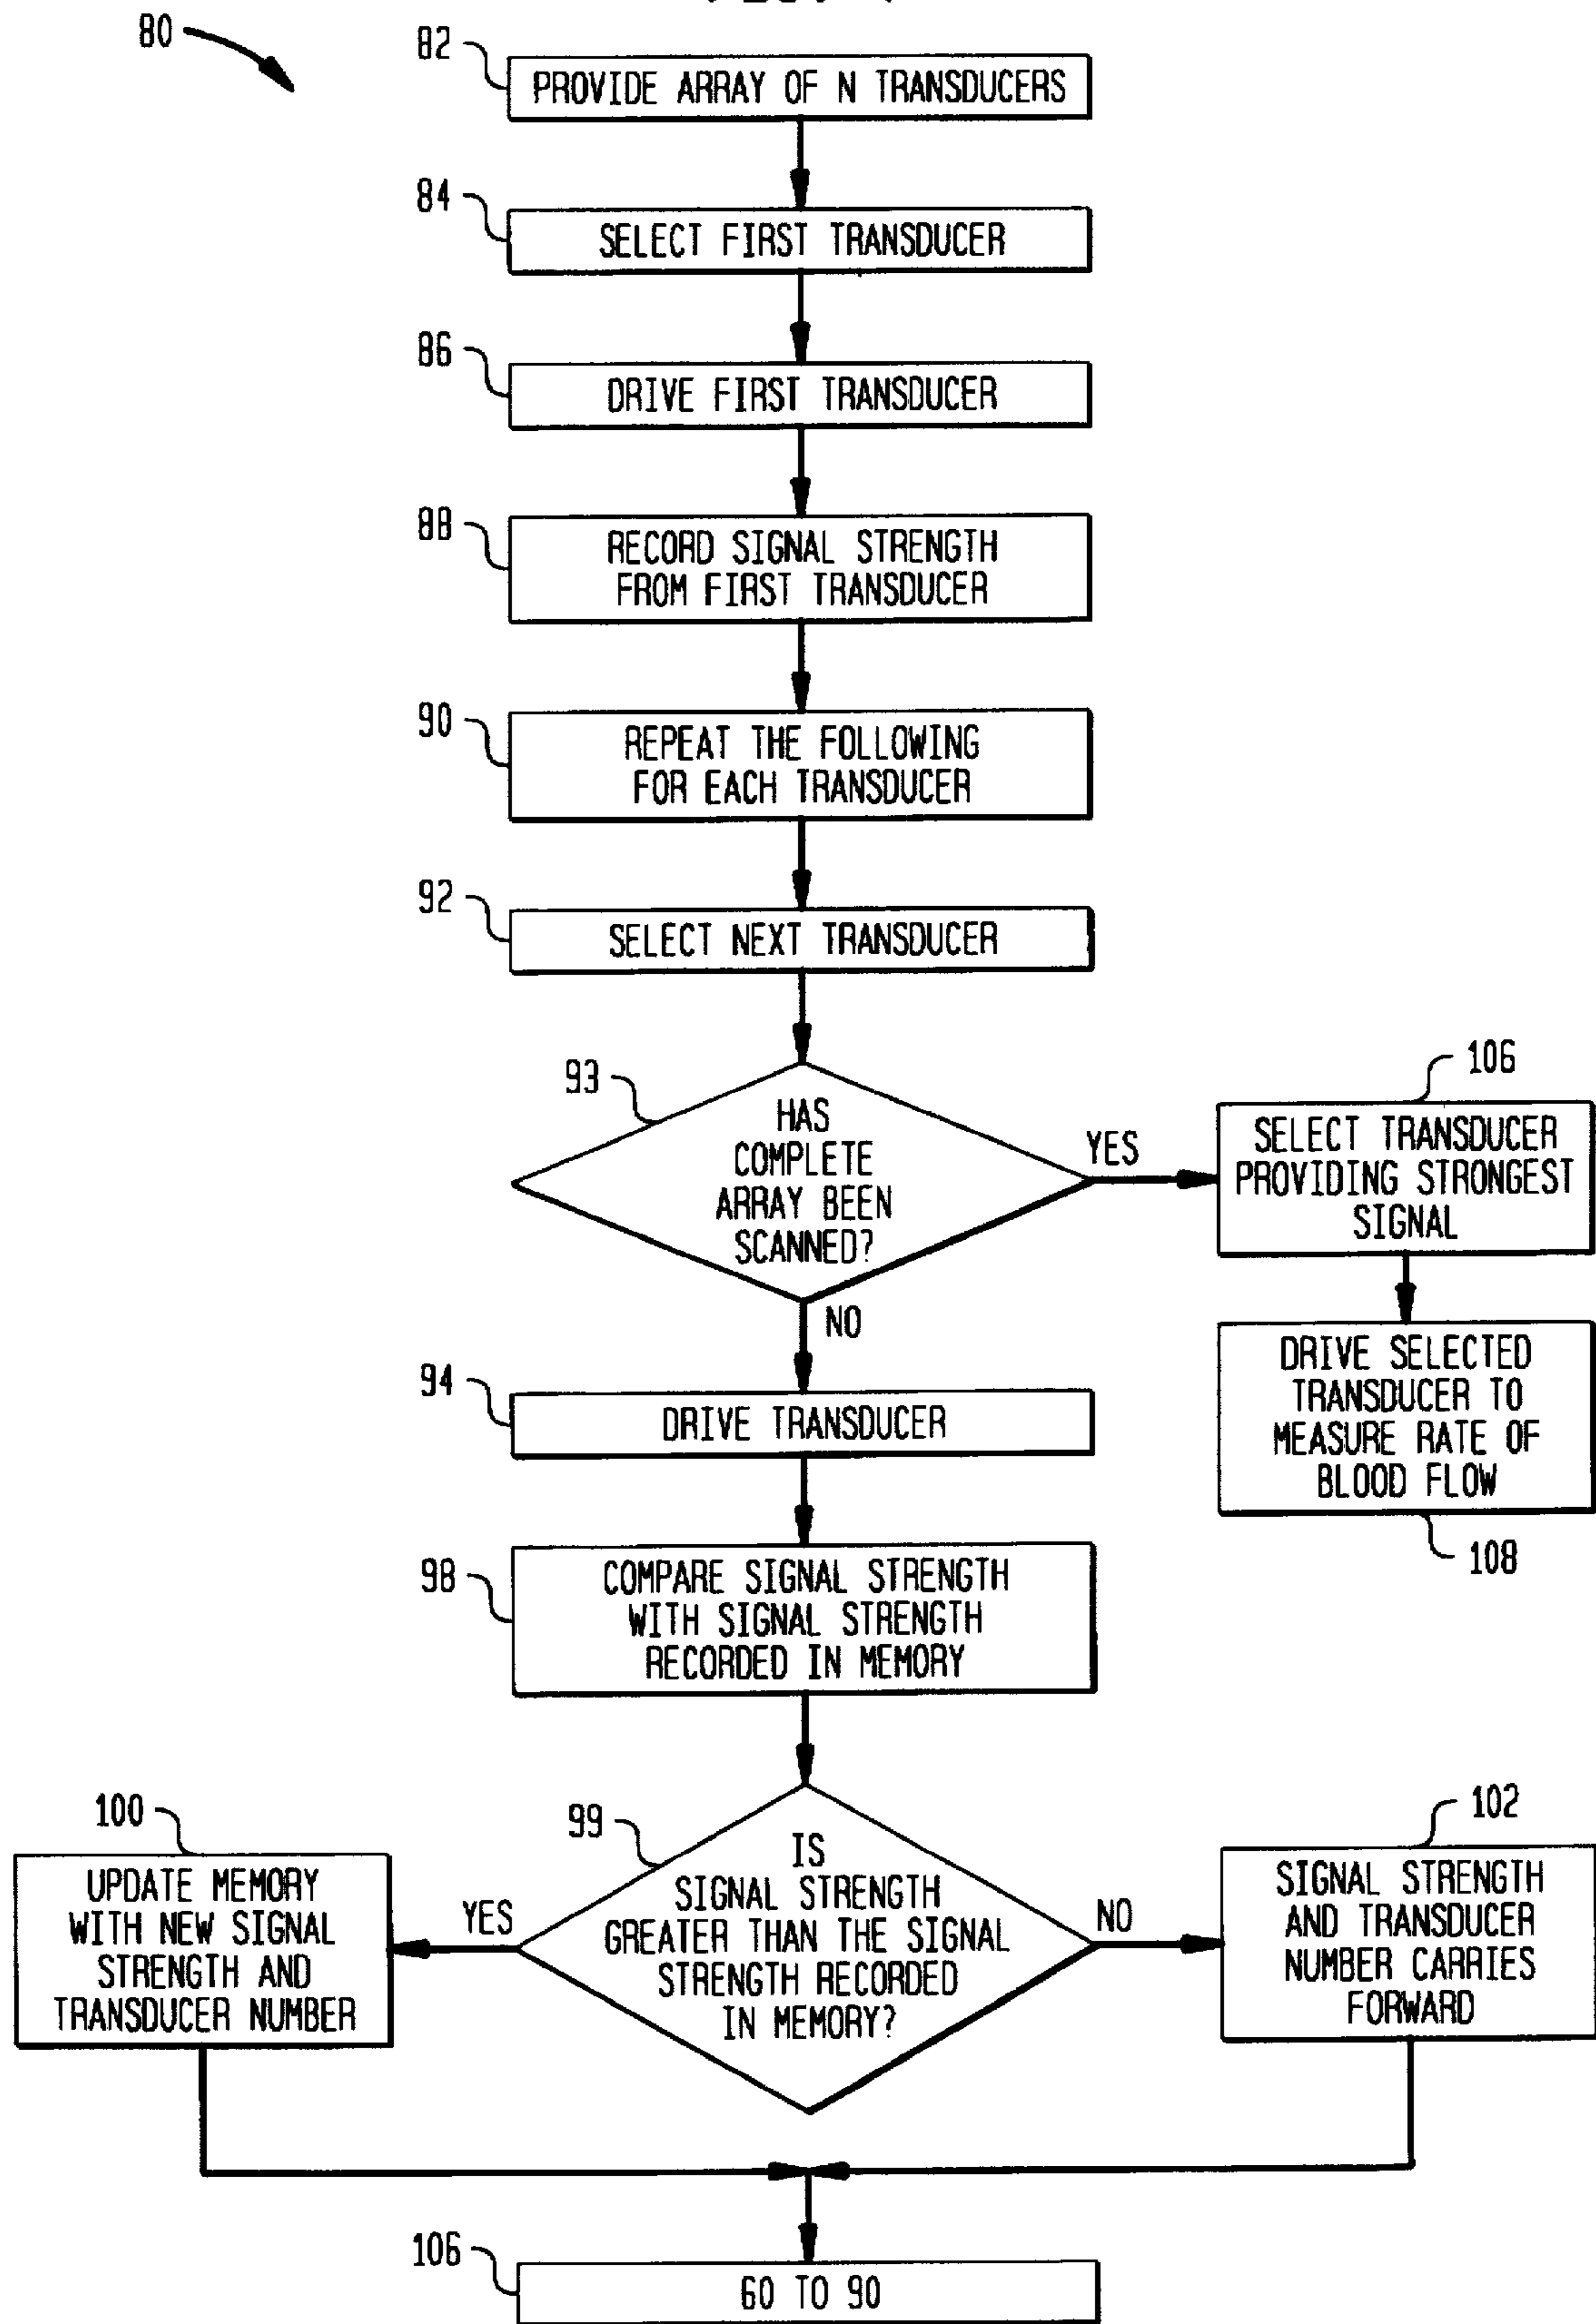 80
82
PROVIDE ARRAY OF N TRANSDUCERS
84
SELECT FIRST TRANSDUCER
86
DRIVE FIRST TRANSDUCER
88
RECORD SIGNAL STRENGTH
FROM FIRST TRANSDUCER
90
REPEAT THE FOLLOWING
FOR EACH TRANSDUCER
92
SELECT NEXT TRANSDUCER
93
HAS
COMPLETE
ARRAY BEEN
SCANNED?
YES
106
SELECT TRANSDUCER
PROVIDING STRONGEST
SIGNAL
DRIVE SELECTED
TRANSDUCER TO
MEASURE RATE OF
BLOOD FLOW
108
NO
94
DRIVE TRANSDUCER
98
COMPARE SIGNAL STRENGTH
WITH SIGNAL STRENGTH
RECORDED IN MEMORY
99
IS
SIGNAL STRENGTH
GREATER THAN THE SIGNAL
STRENGTH RECORDED
IN MEMORY?
YES
100
UPDATE MEMORY
WITH NEW SIGNAL
STRENGTH AND
TRANSDUCER NUMBER
NO
102
SIGNAL STRENGTH
AND TRANSDUCER
NUMBER CARRIES
FORWARD
106
GO TO 90